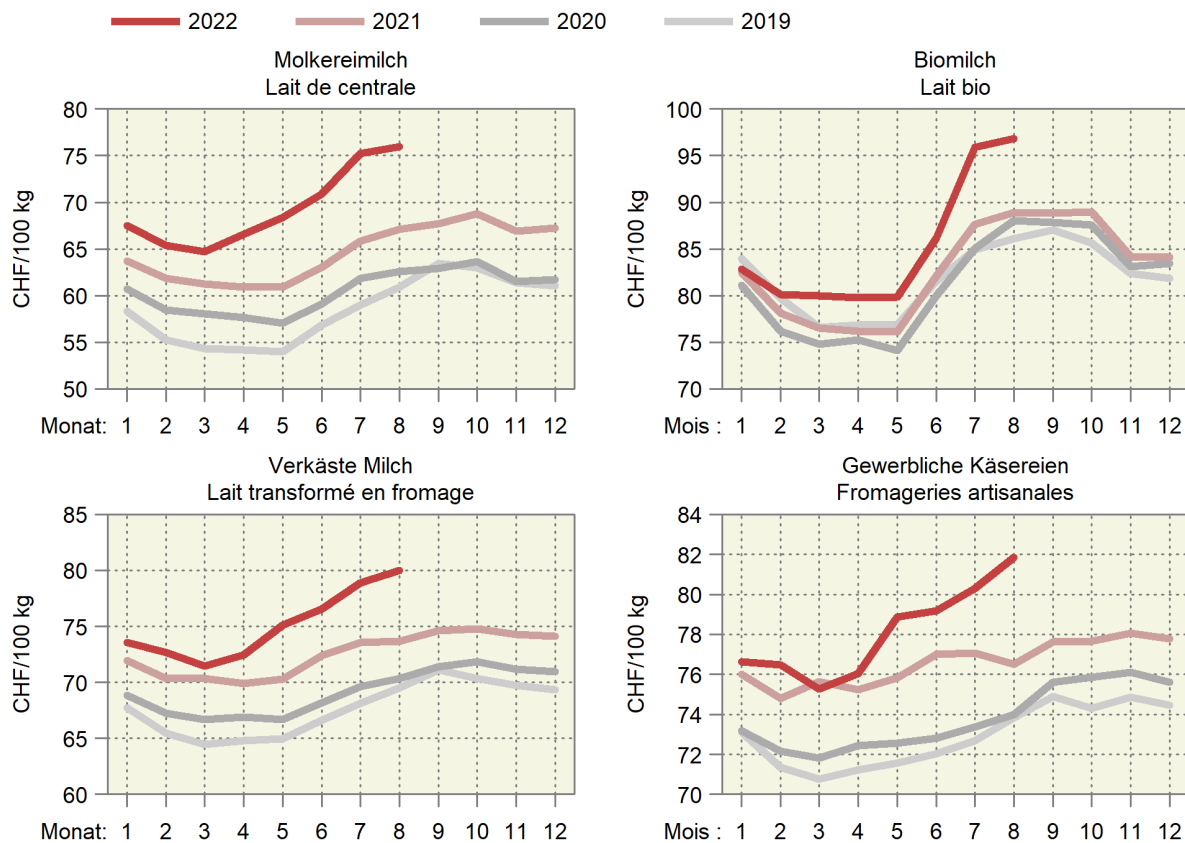 2022 2021 2020 2019
Molkereimilch
Lait de centrale
CHF/100 kg
80
75
70
65
60
55
50
Monat: 1 2 3 4 5 6 7 8 9 10 11 12
Biomilch
Lait bio
CHF/100 kg
100
95
90
85
80
75
70
Mois : 1 2 3 4 5 6 7 8 9 10 11 12
Verkäste Milch
Lait transformé en fromage
CHF/100 kg
85
80
75
70
65
60
Monat: 1 2 3 4 5 6 7 8 9 10 11 12
Gewerbliche Käsereien
Fromageries artisanales
CHF/100 kg
84
82
80
78
76
74
72
70
Mois : 1 2 3 4 5 6 7 8 9 10 11 12